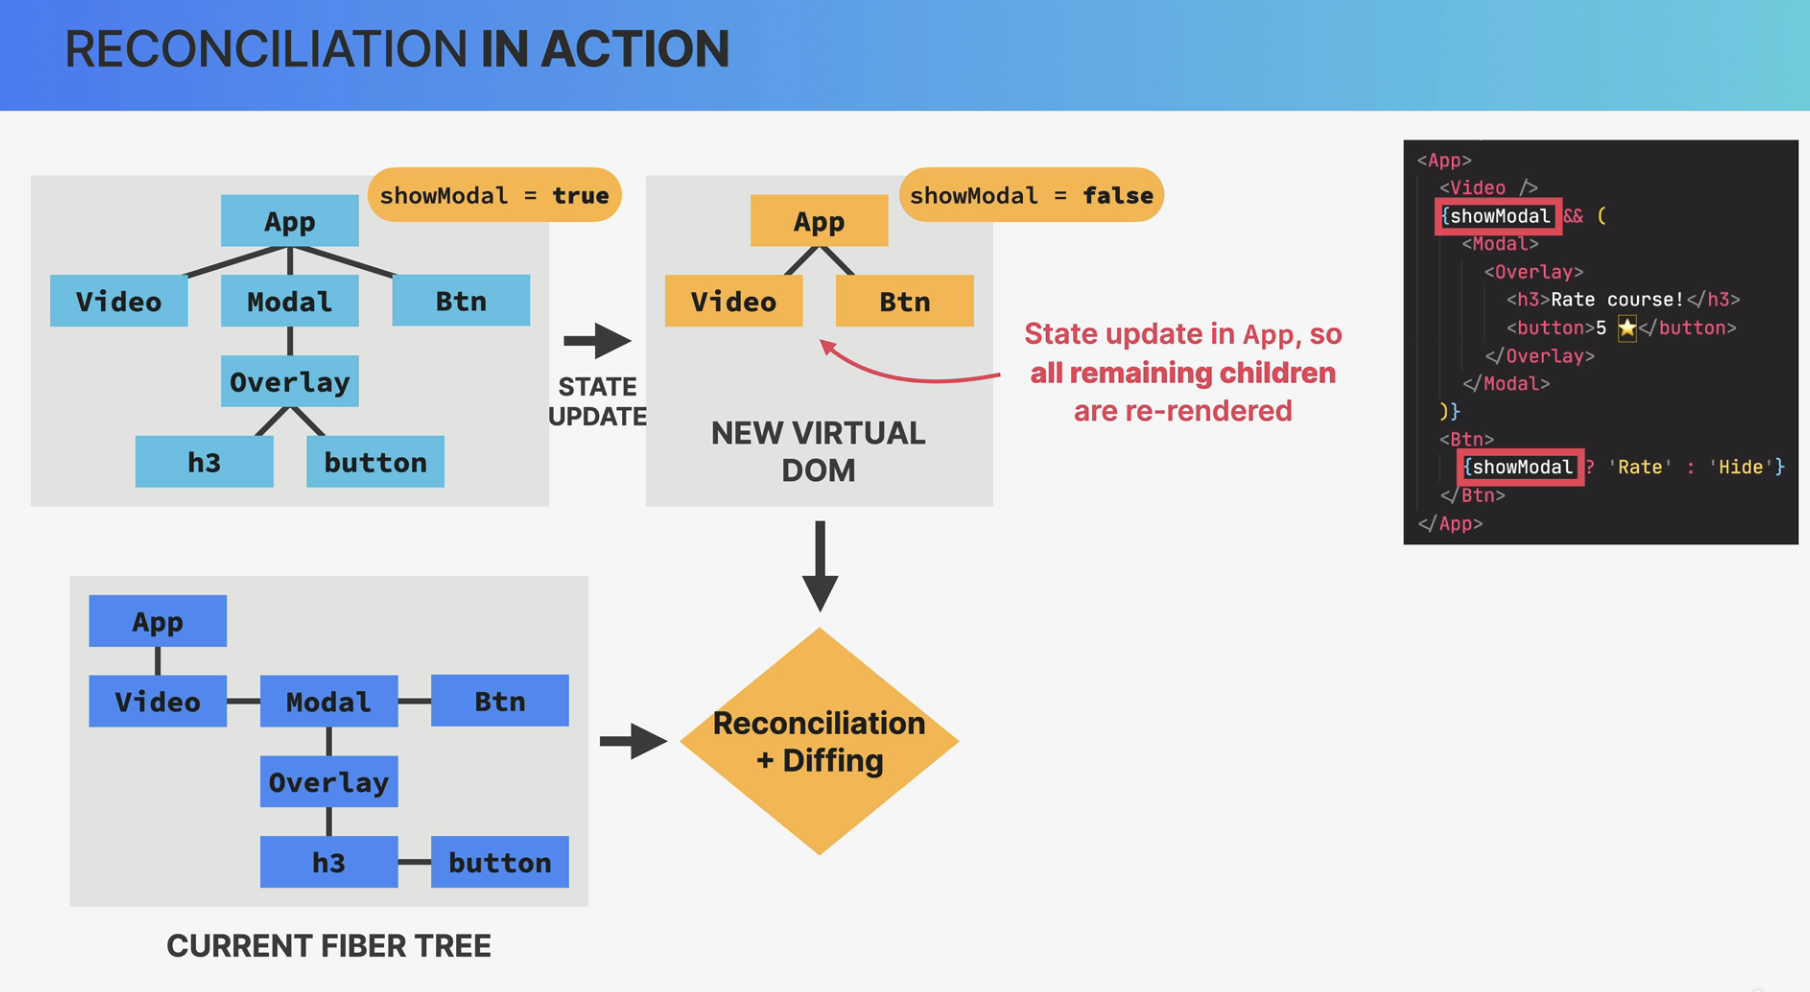 RECONCILIATION IN ACTION
showModal = true
App
Video
Modal
Btn
Overlay
h3
button
STATE
UPDATE
showModal = false
App
Video
Btn
NEW VIRTUAL
DOM
State update in App, so
all remaining children
are re-rendered
<App>
<Video />
{showModal && (
<Modal>
<Overlay>
<h3>Rate course!</h3>
<button>5 ⭐</button>
</Overlay>
</Modal>
)}
<Btn>
{showModal ? 'Rate' : 'Hide'}
</Btn>
</App>
App
Video
Modal
Btn
Overlay
h3
button
CURRENT FIBER TREE
Reconciliation
+ Diffing